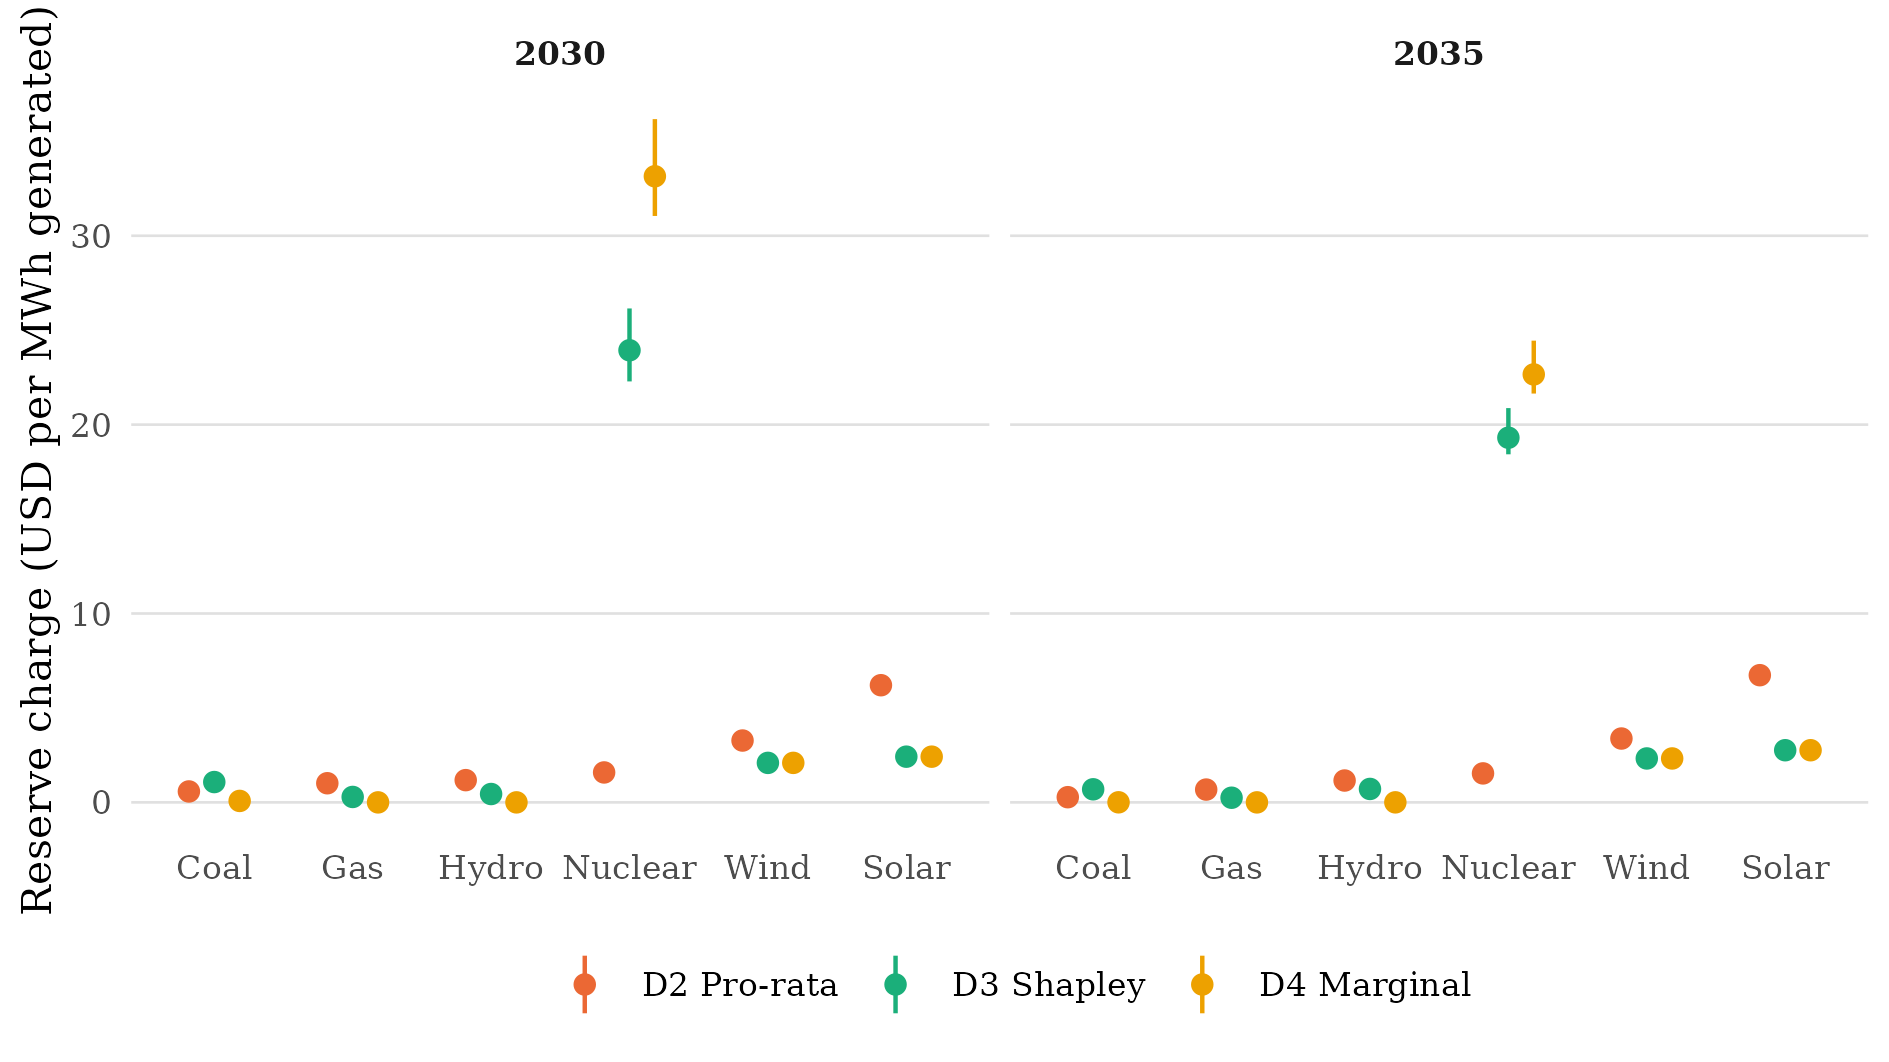 Reserve charge (USD per MWh generated)
2030
2035
30
20
10
0
Coal Gas Hydro Nuclear Wind Solar
Coal Gas Hydro Nuclear Wind Solar
D2 Pro-rata D3 Shapley D4 Marginal